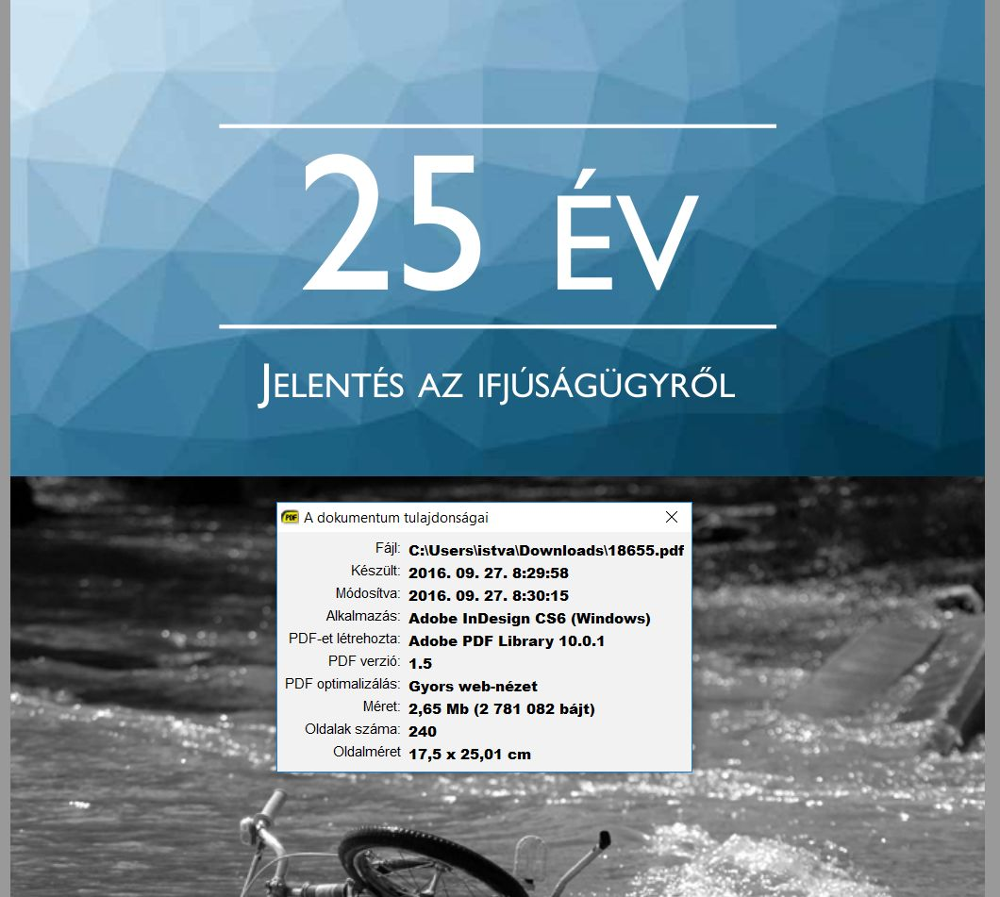 25 ÉV
JELENTÉS AZ IFJÚSÁGÜGYRŐL
PDF A dokumentum tulajdonságai
Fájl: C:\Users\istva\Downloads\18655.pdf
Készült: 2016. 09. 27. 8:29:58
Módosítva: 2016. 09. 27. 8:30:15
Alkalmazás: Adobe InDesign CS6 (Windows)
PDF-et létrehozta: Adobe PDF Library 10.0.1
PDF verzió: 1.5
PDF optimalizálás: Gyors web-nézet
Méret: 2,65 Mb (2 781 082 bájt)
Oldalak száma: 240
Oldalméret 17,5 x 25,01 cm